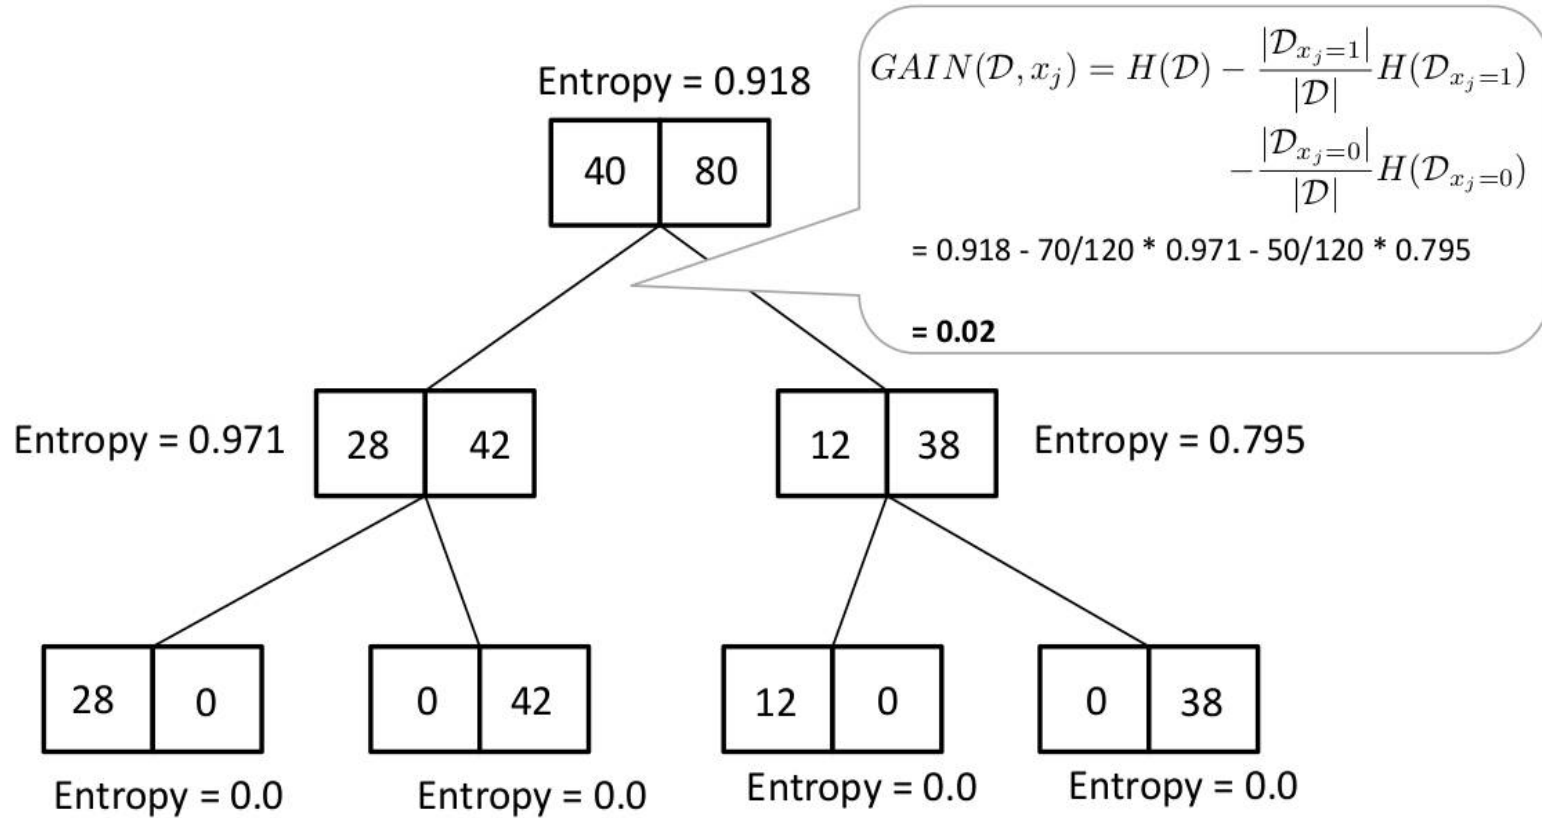 Entropy = 0.918
GAIN(𝒟, x_j) = H(𝒟) − |𝒟_{x_j=1}| / |𝒟| H(𝒟_{x_j=1})
− |𝒟_{x_j=0}| / |𝒟| H(𝒟_{x_j=0})
= 0.918 - 70/120 * 0.971 - 50/120 * 0.795
= 0.02
40 80
Entropy = 0.971 28 42 12 38 Entropy = 0.795
28 0 0 42 12 0 0 38
Entropy = 0.0 Entropy = 0.0 Entropy = 0.0 Entropy = 0.0